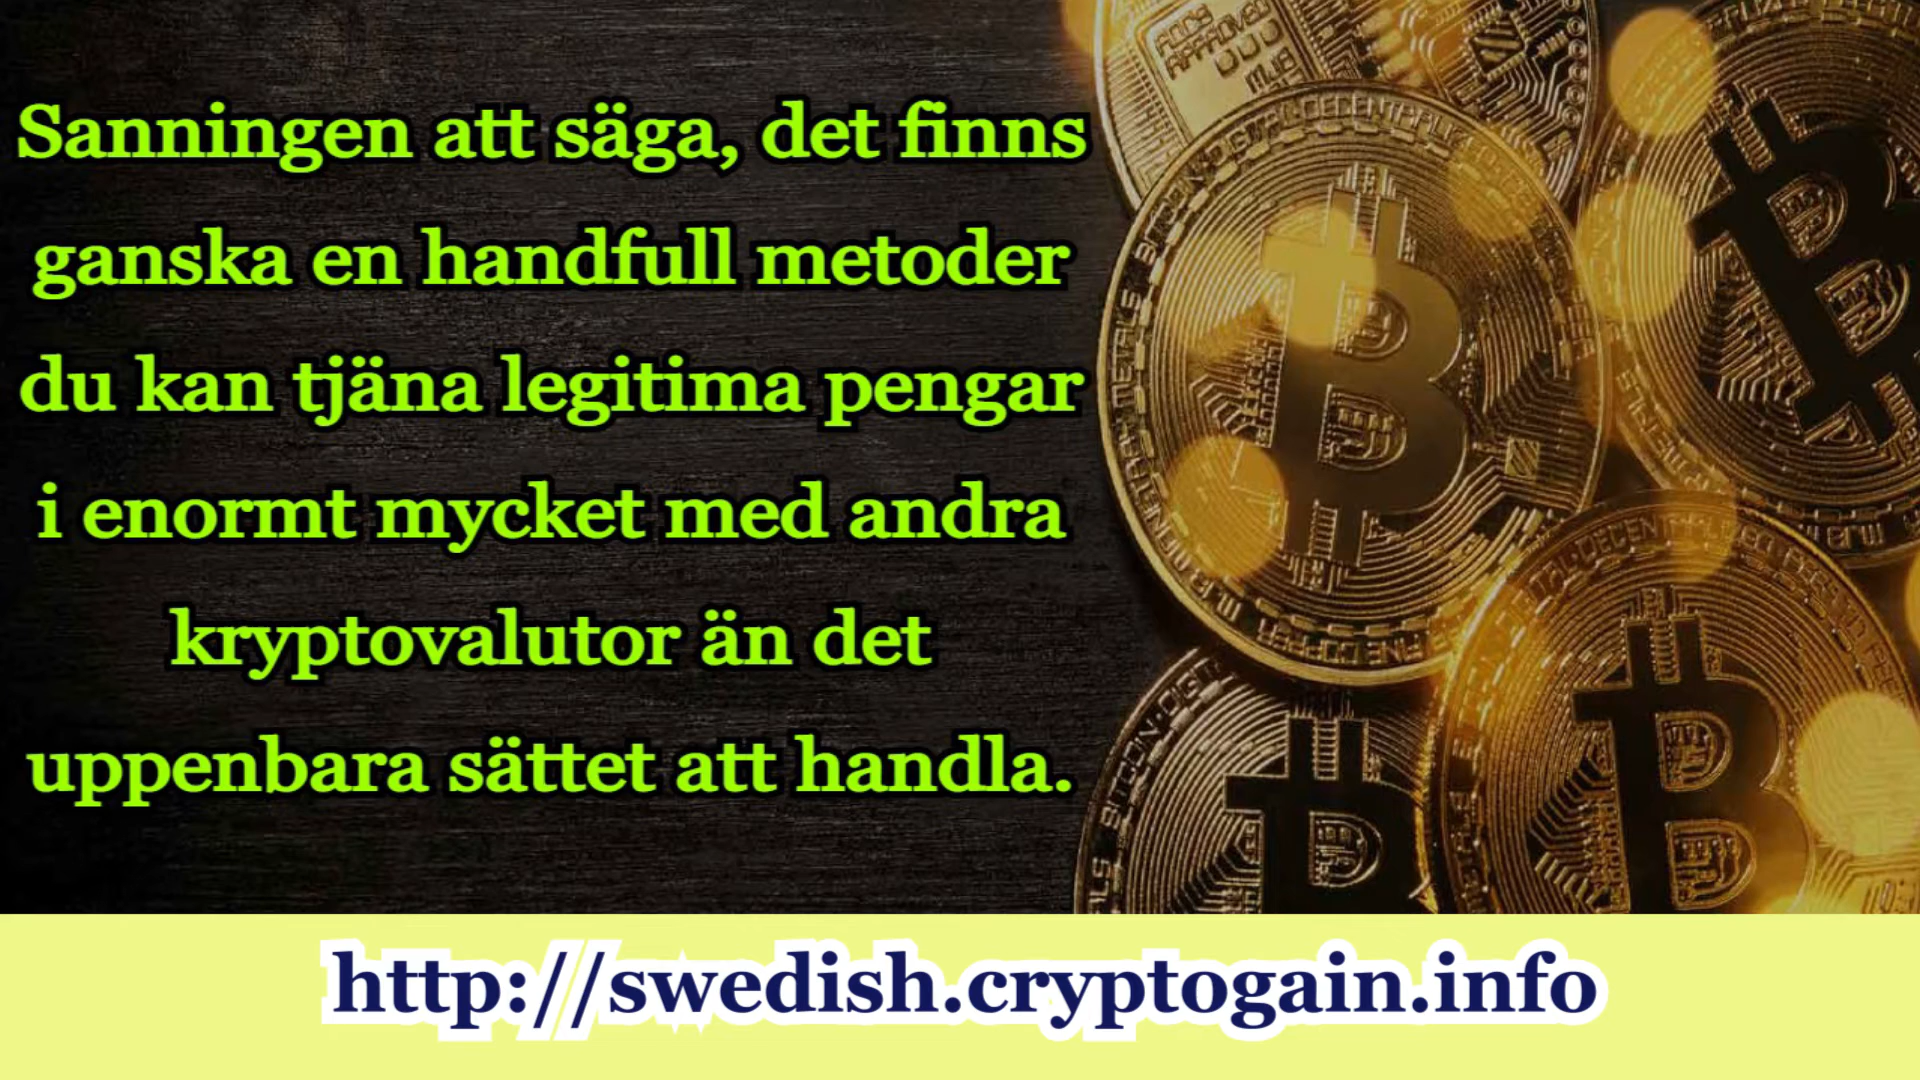 Sanningen att säga, det finns
ganska en handfull metoder
du kan tjäna legitima pengar
i enormt mycket med andra
kryptovalutor än det
uppenbara sättet att handla.
http://swedish.cryptogain.info